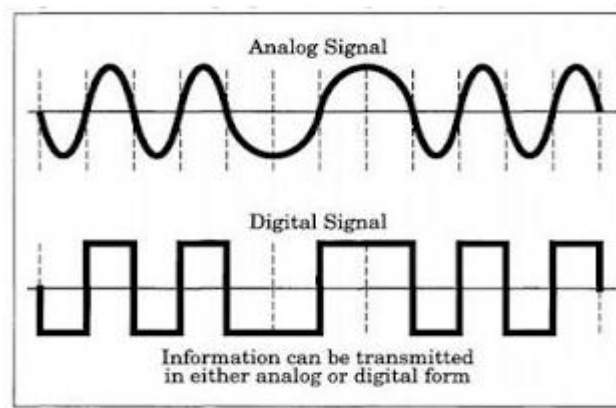 Analog Signal
Digital Signal
Information can be transmitted
in either analog or digital form